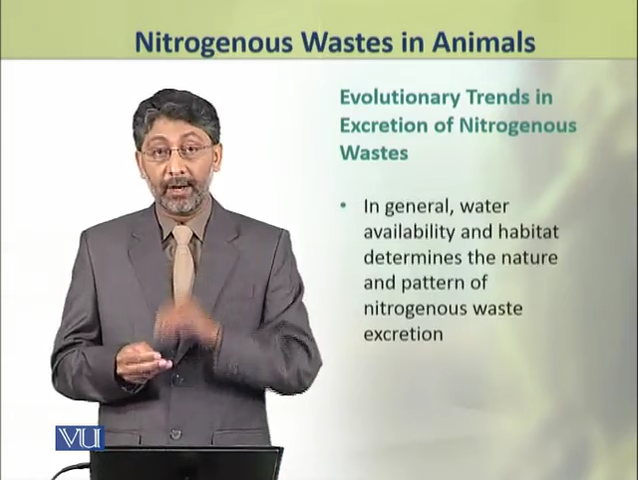 Nitrogenous Wastes in Animals
Evolutionary Trends in
Excretion of Nitrogenous
Wastes
• In general, water
availability and habitat
determines the nature
and pattern of
nitrogenous waste
excretion
VU